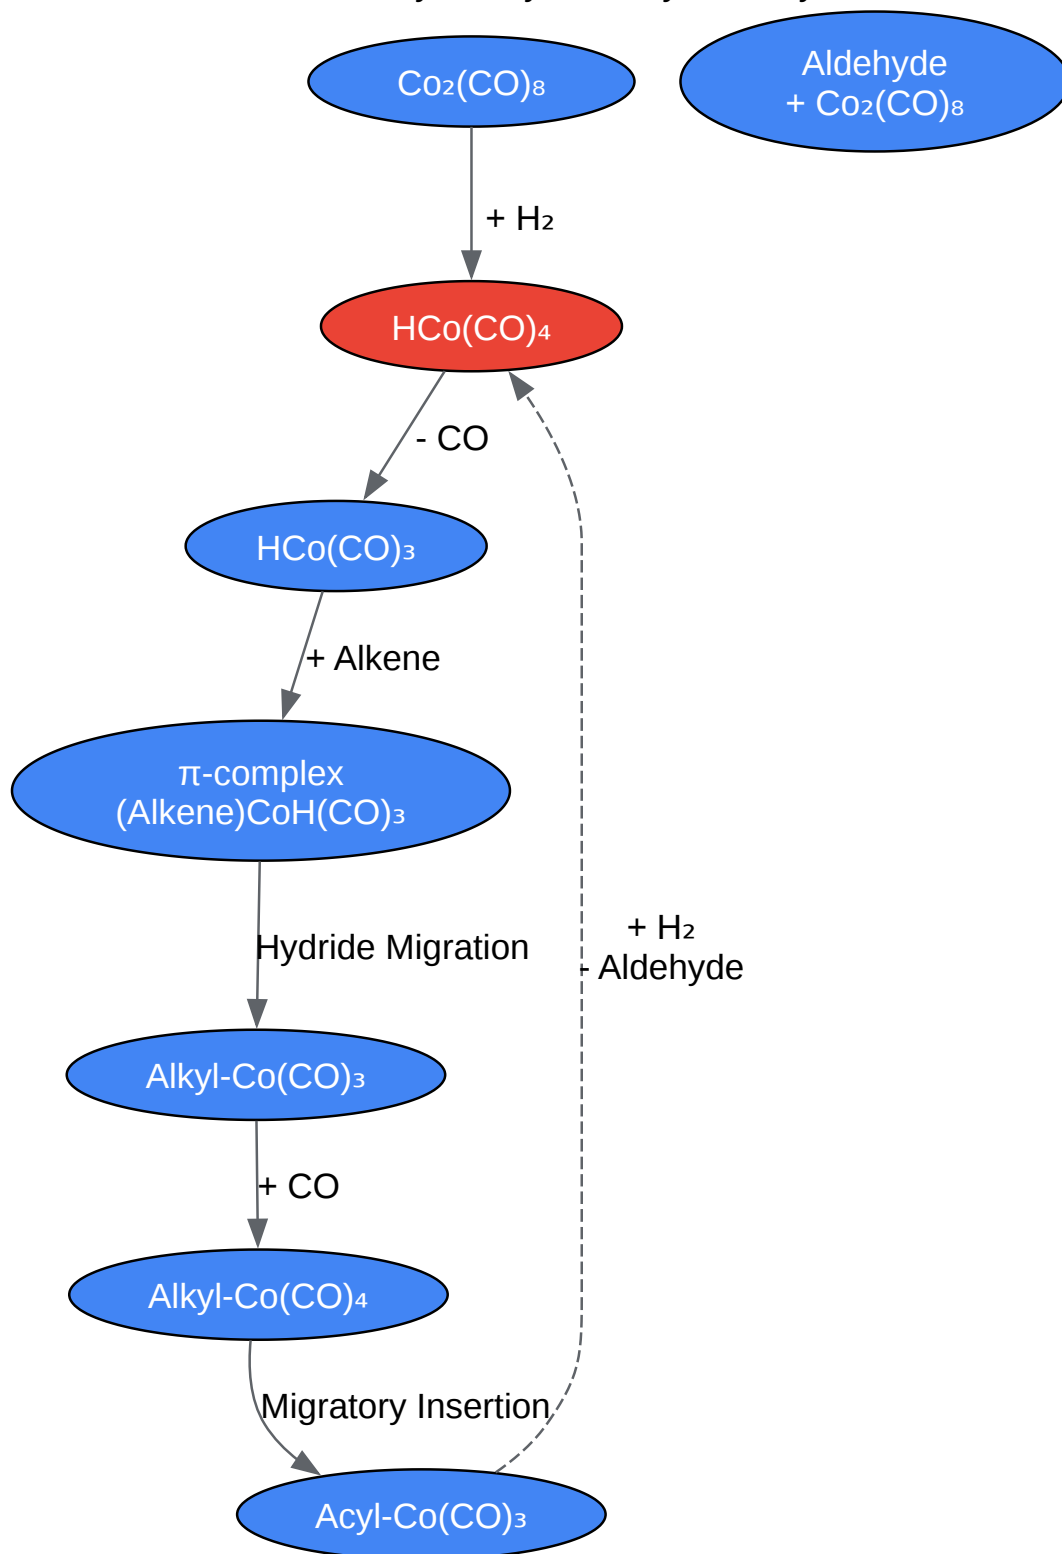 Co₂(CO)₈
Aldehyde
+ Co₂(CO)₈
+ H₂
HCo(CO)₄
- CO
HCo(CO)₃
+ Alkene
π-complex
(Alkene)CoH(CO)₃
Hydride Migration
+ H₂
- Aldehyde
Alkyl-Co(CO)₃
+ CO
Alkyl-Co(CO)₄
Migratory Insertion
Acyl-Co(CO)₃